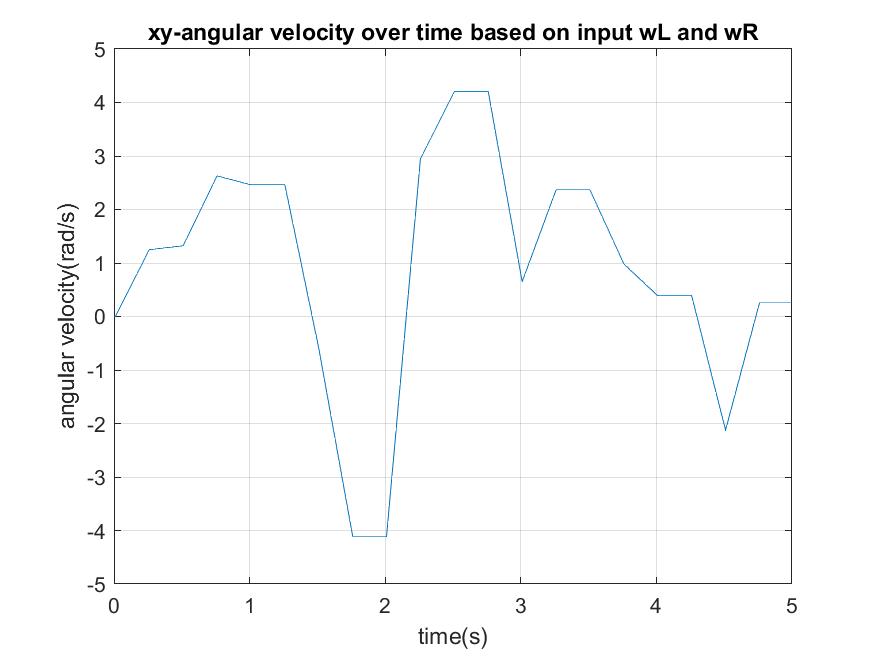 xy-angular velocity over time based on input wL and wR
5
4
3
2
1
0
-1
-2
-3
-4
-5
angular velocity(rad/s)
0 1 2 3 4 5
time(s)